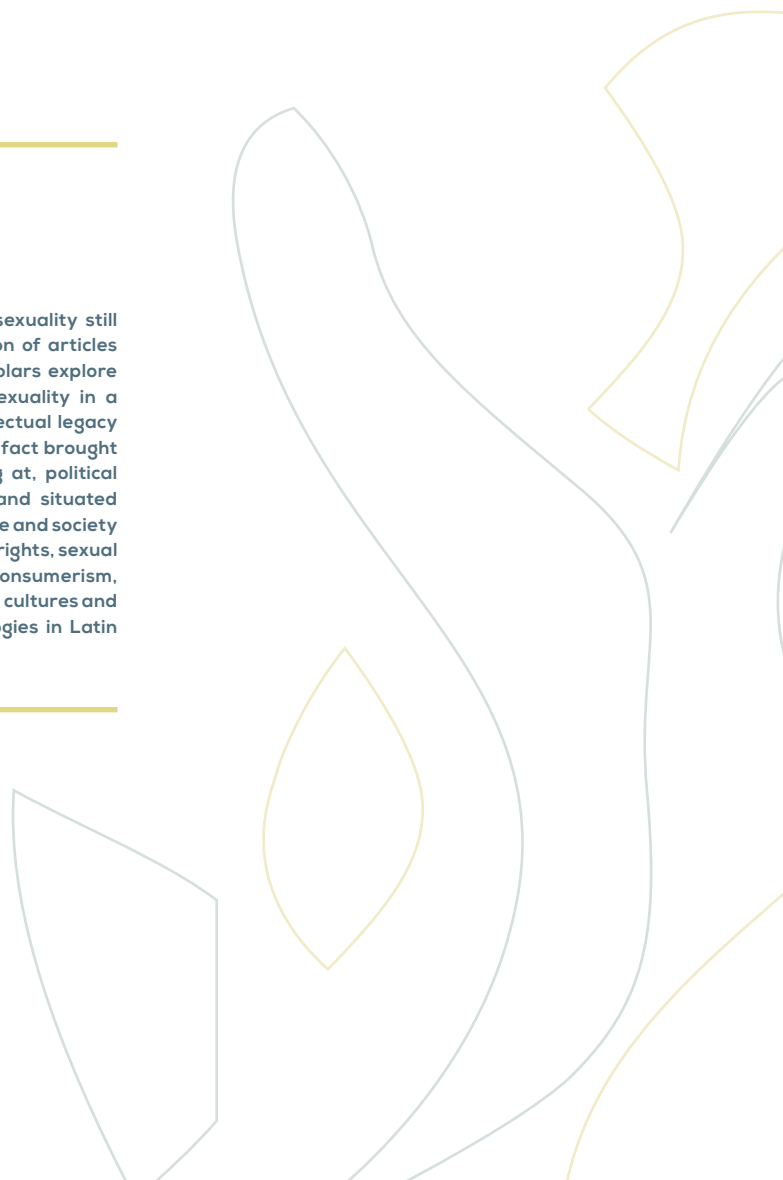 sexuality still
on of articles
olars explore
exuality in a
ectual legacy
fact brought
g at, political
and situated
e and society
rights, sexual
onsumerism,
cultures and
ogies in Latin